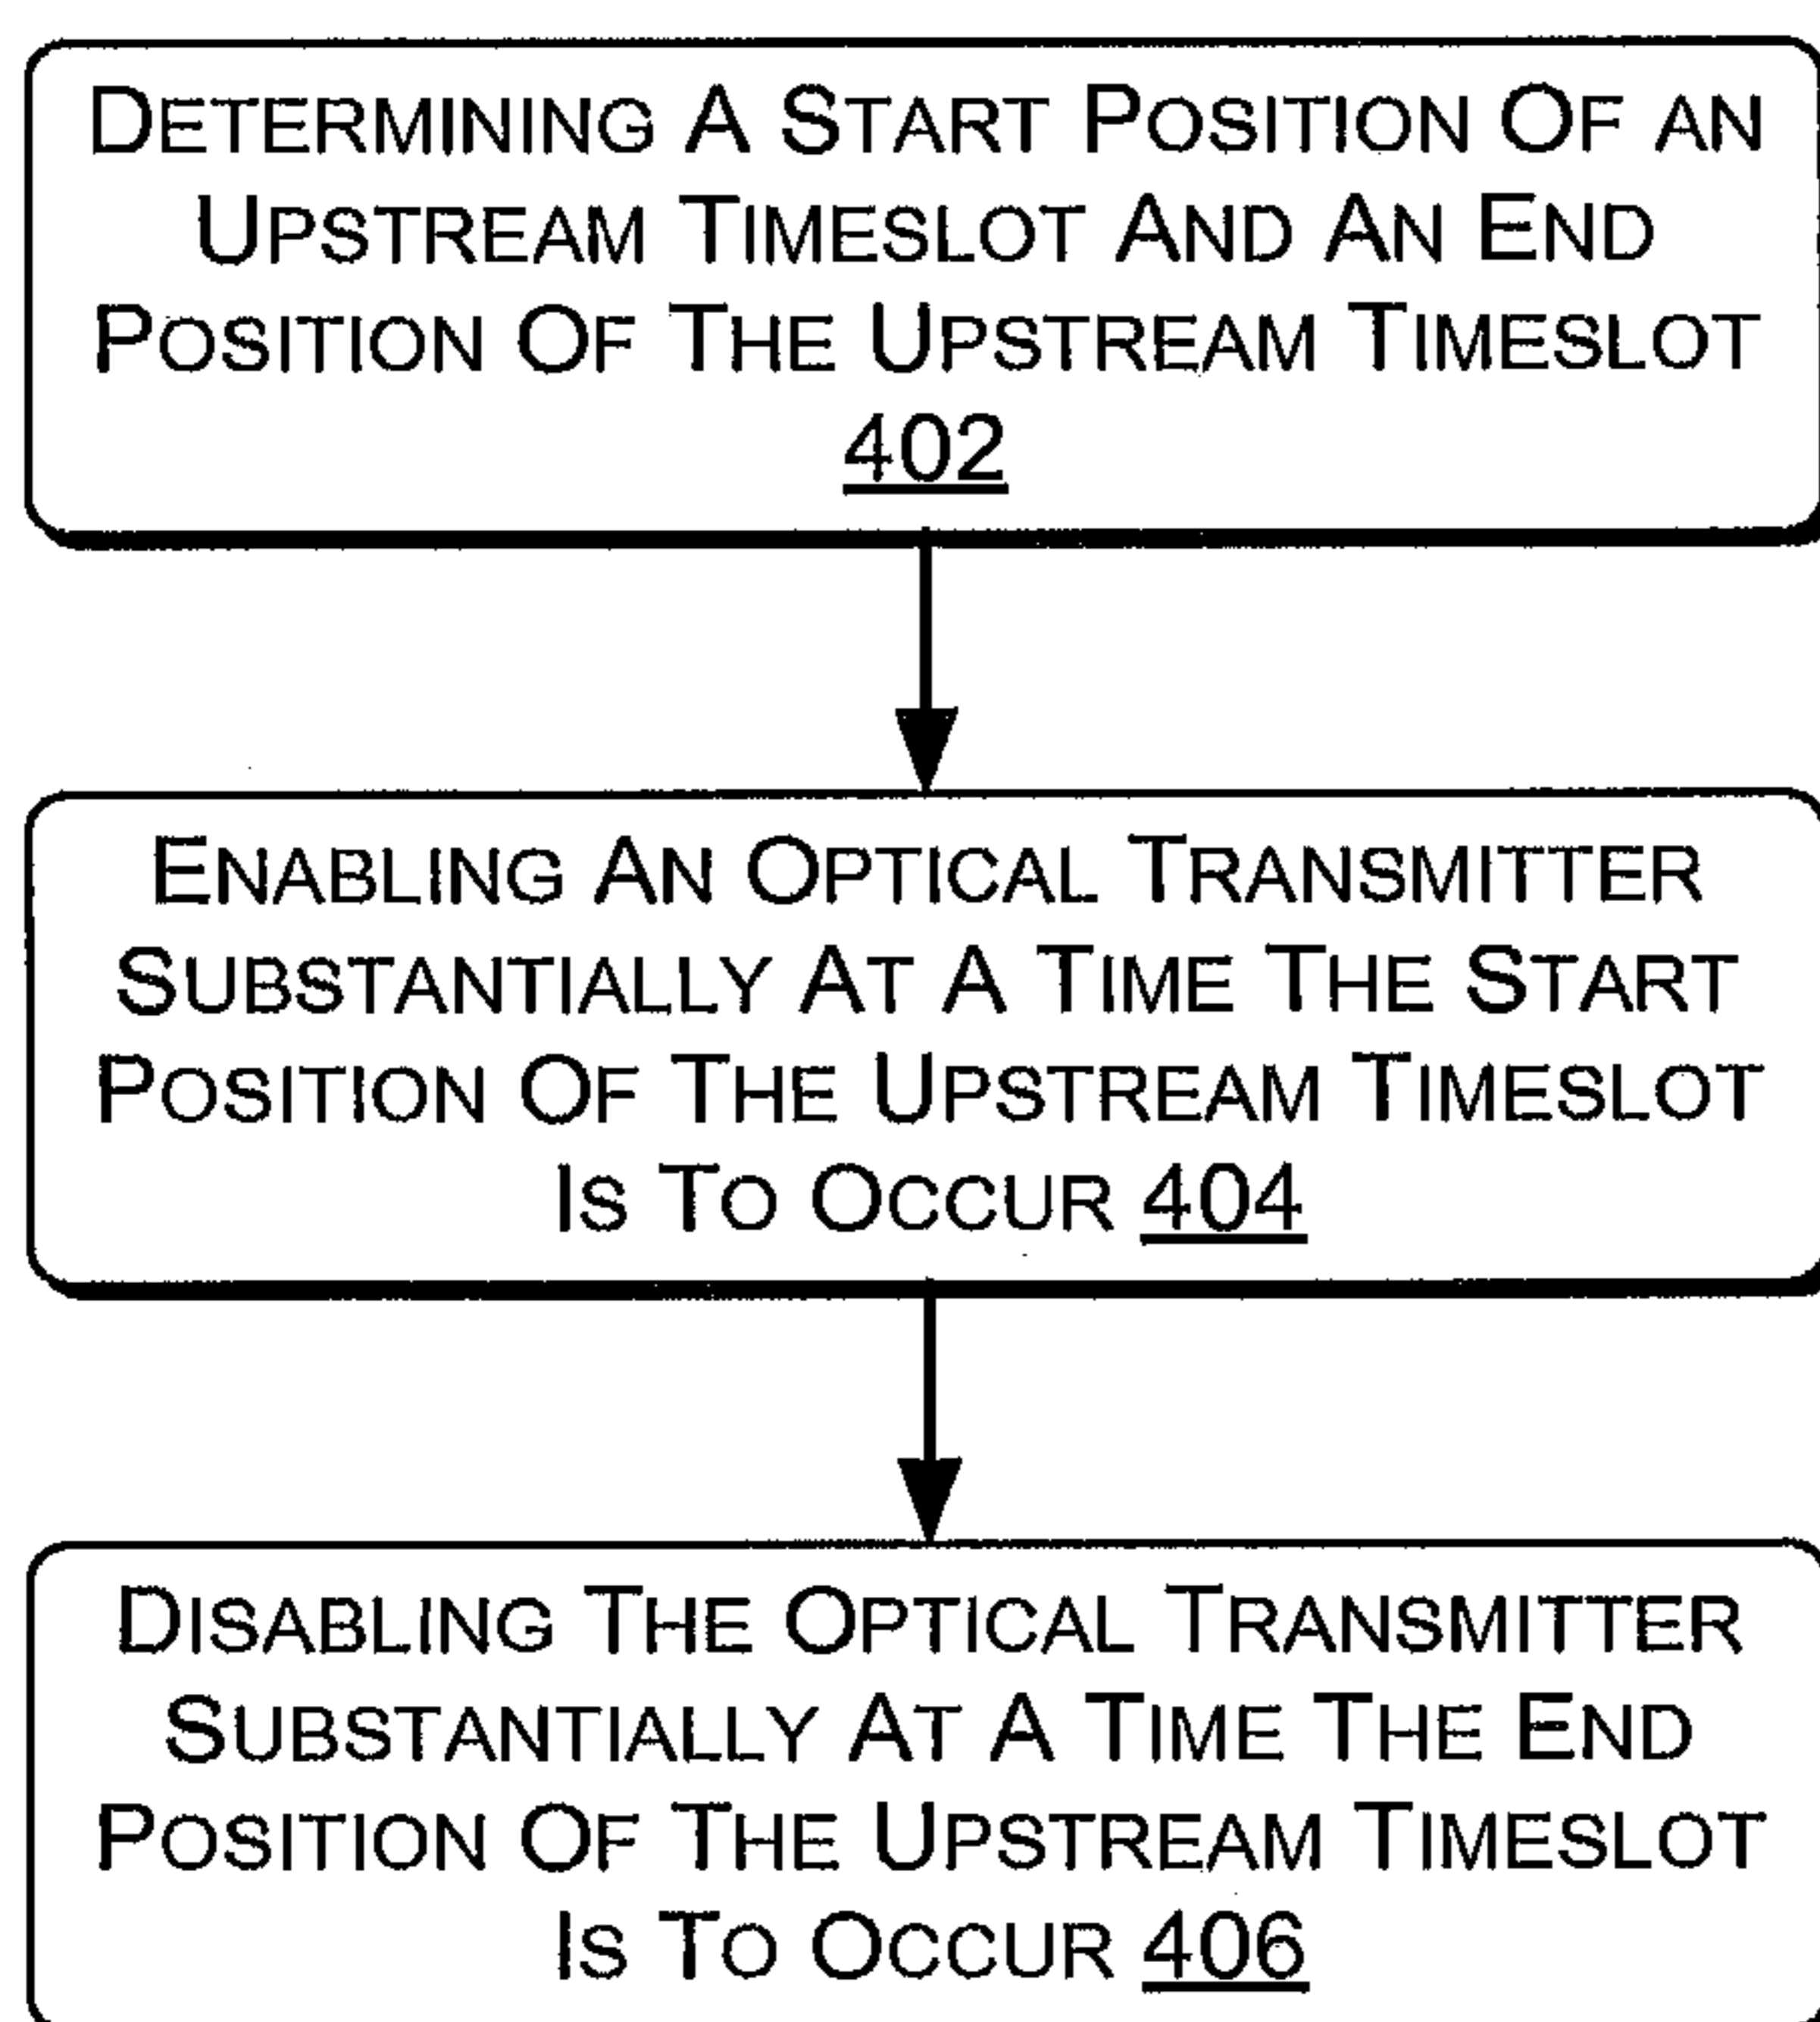 DETERMINING A START POSITION OF AN
UPSTREAM TIMESLOT AND AN END
POSITION OF THE UPSTREAM TIMESLOT
402
ENABLING AN OPTICAL TRANSMITTER
SUBSTANTIALLY AT A TIME THE START
POSITION OF THE UPSTREAM TIMESLOT
IS TO OCCUR 404
DISABLING THE OPTICAL TRANSMITTER
SUBSTANTIALLY AT A TIME THE END
POSITION OF THE UPSTREAM TIMESLOT
IS TO OCCUR 406